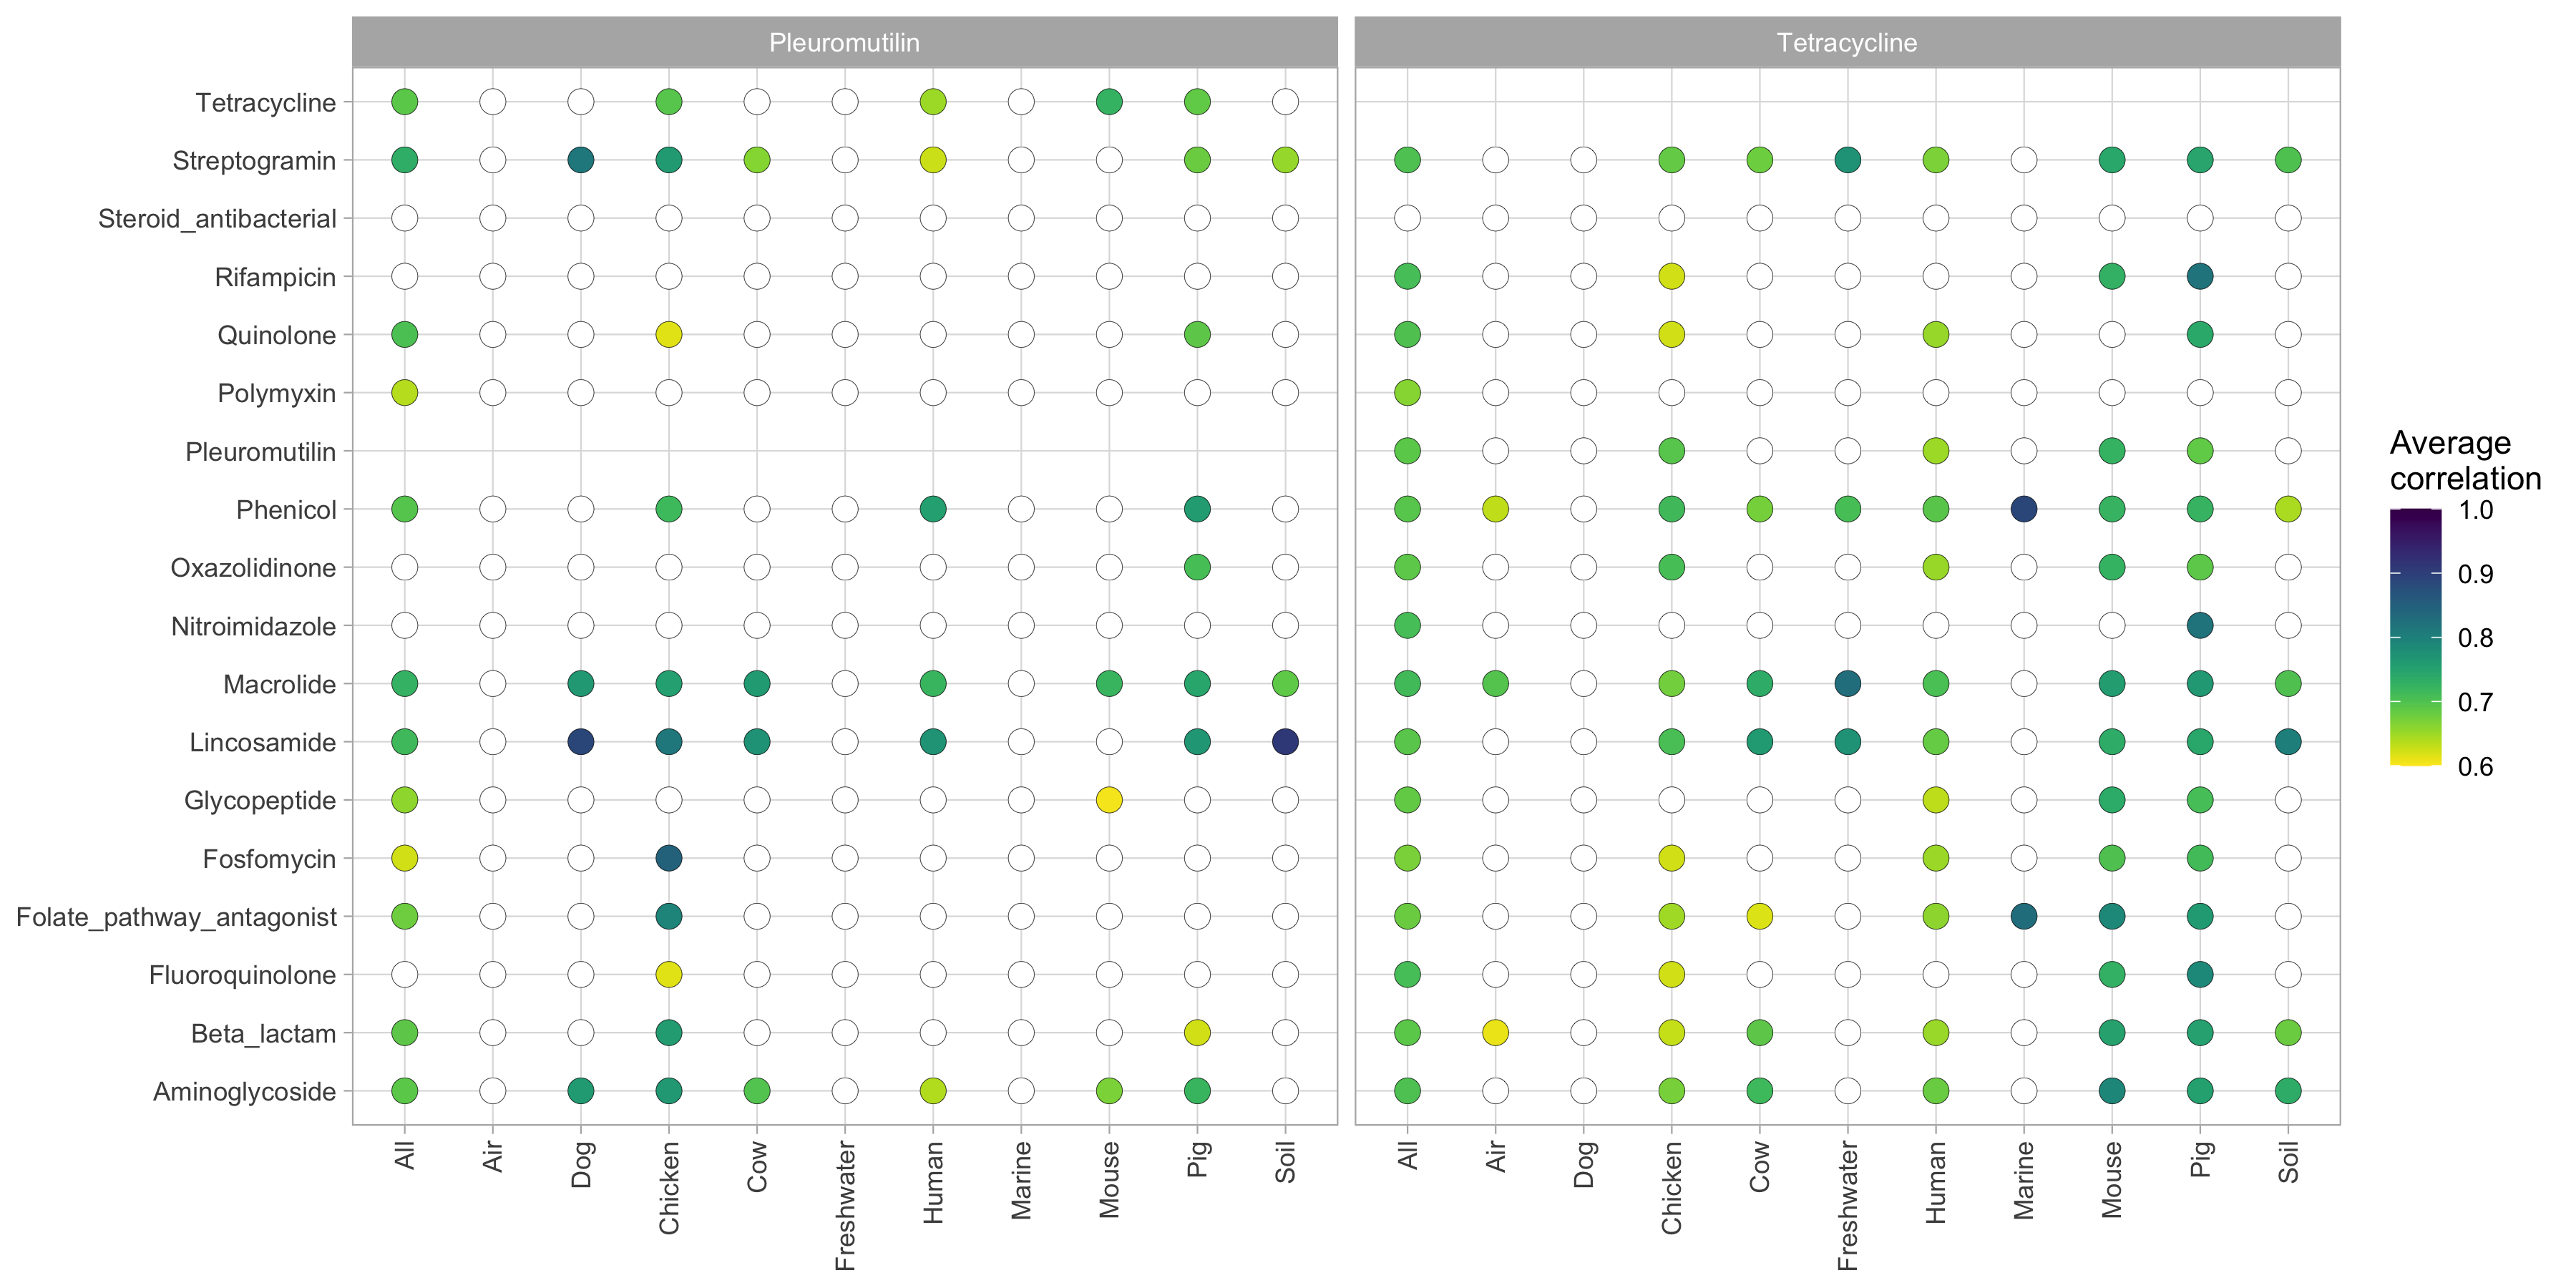 Pleuromutilin
Tetracycline
Tetracycline
Streptogramin
Steroid_antibacterial
Rifampicin
Quinolone
Polymyxin
Pleuromutilin
Phenicol
Oxazolidinone
Nitroimidazole
Macrolide
Lincosamide
Glycopeptide
Fosfomycin
Folate_pathway_antagonist
Fluoroquinolone
Beta_lactam
Aminoglycoside
All
Air
Dog
Chicken
Cow
Freshwater
Human
Marine
Mouse
Pig
Soil
All
Air
Dog
Chicken
Cow
Freshwater
Human
Marine
Mouse
Pig
Soil
Average
correlation
1.0
0.9
0.8
0.7
0.6